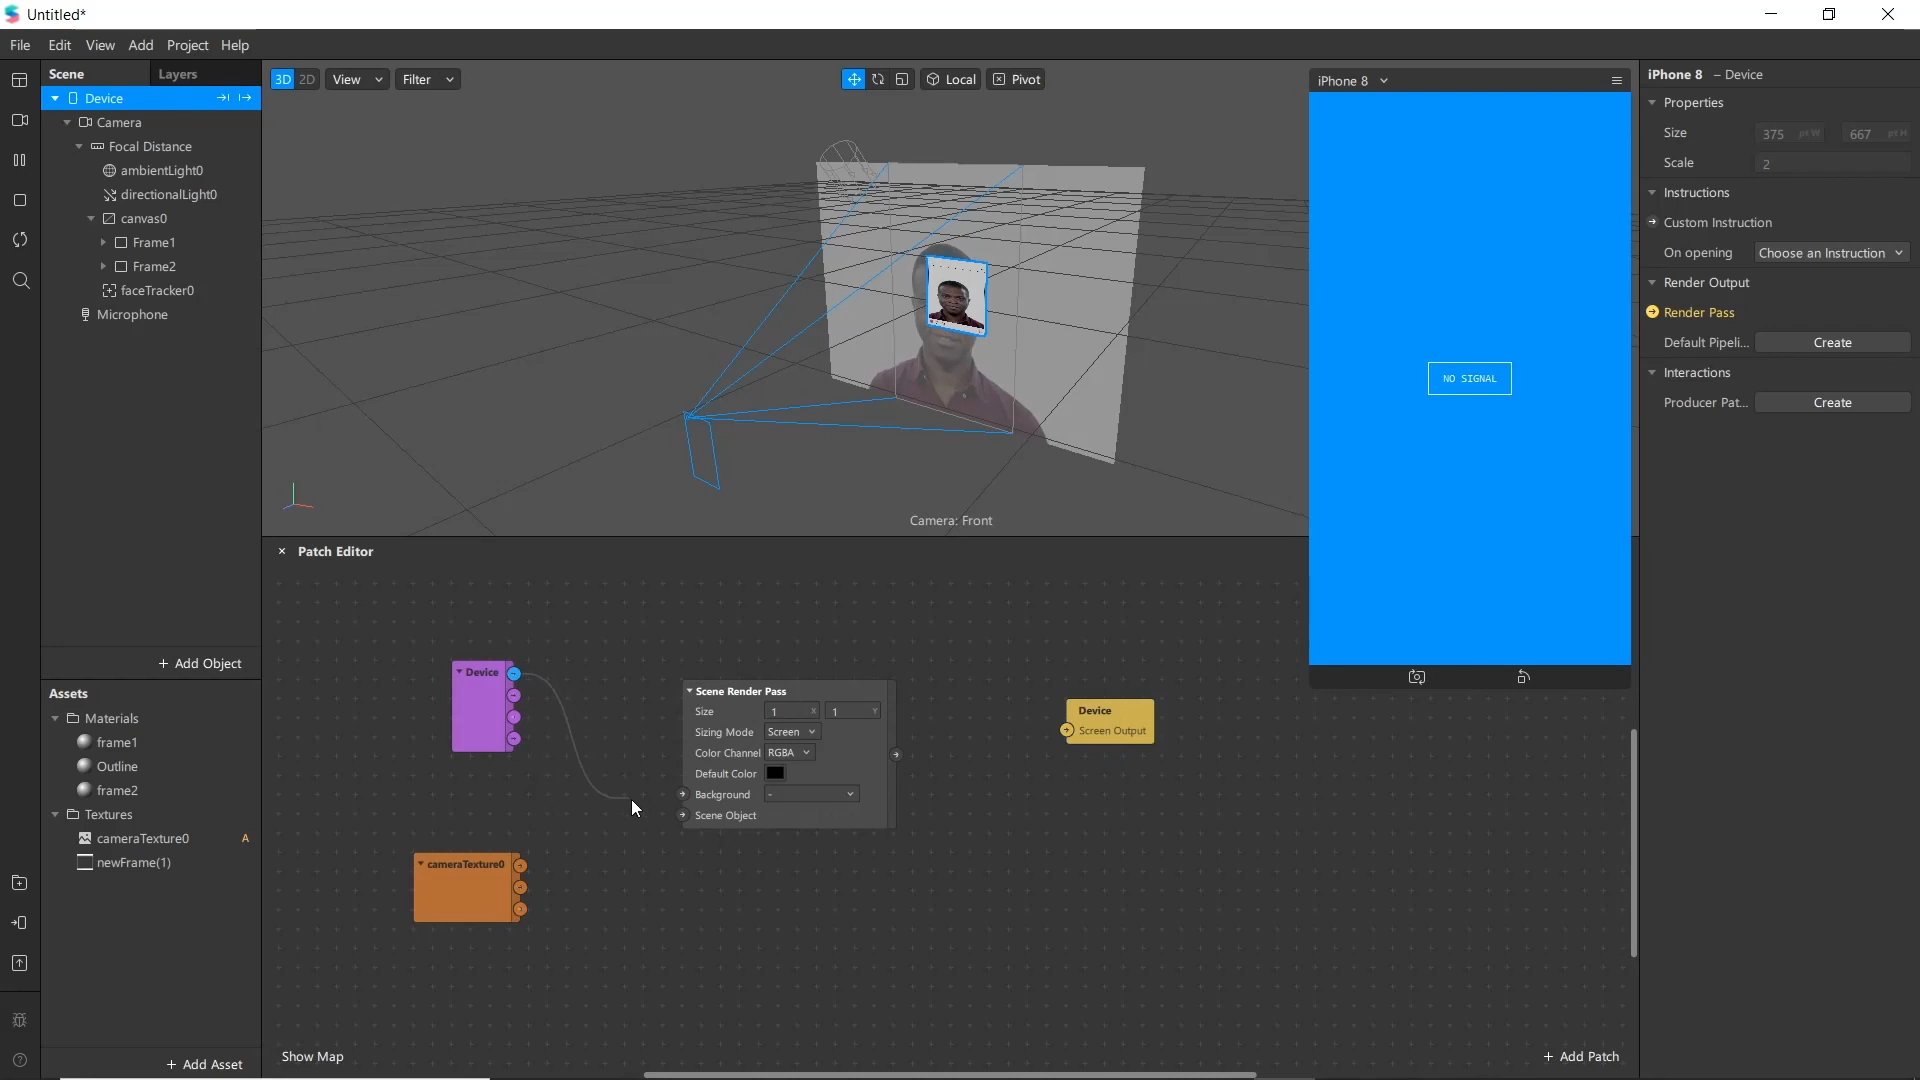 Untitled*
File Edit View Add Project Help
Scene Layers
Device
Camera
Focal Distance
ambientLight0
directionalLight0
canvas0
Frame1
Frame2
faceTracker0
Microphone
+ Add Object
Assets
Materials
frame1
Outline
frame2
Textures
cameraTexture0 A
newFrame(1)
+ Add Asset
3D 2D View Filter
Local Pivot
Camera: Front
× Patch Editor
Device
cameraTexture0
Scene Render Pass
Size 1 X 1 Y
Sizing Mode Screen
Color Channel RGBA
Default Color
Background -
Scene Object
Device
Screen Output
Show Map
+ Add Patch
iPhone 8
NO SIGNAL
iPhone 8 – Device
Properties
Size 375 pt W 667 pt H
Scale 2
Instructions
Custom Instruction
On opening Choose an Instruction
Render Output
Render Pass
Default Pipeli... Create
Interactions
Producer Pat... Create